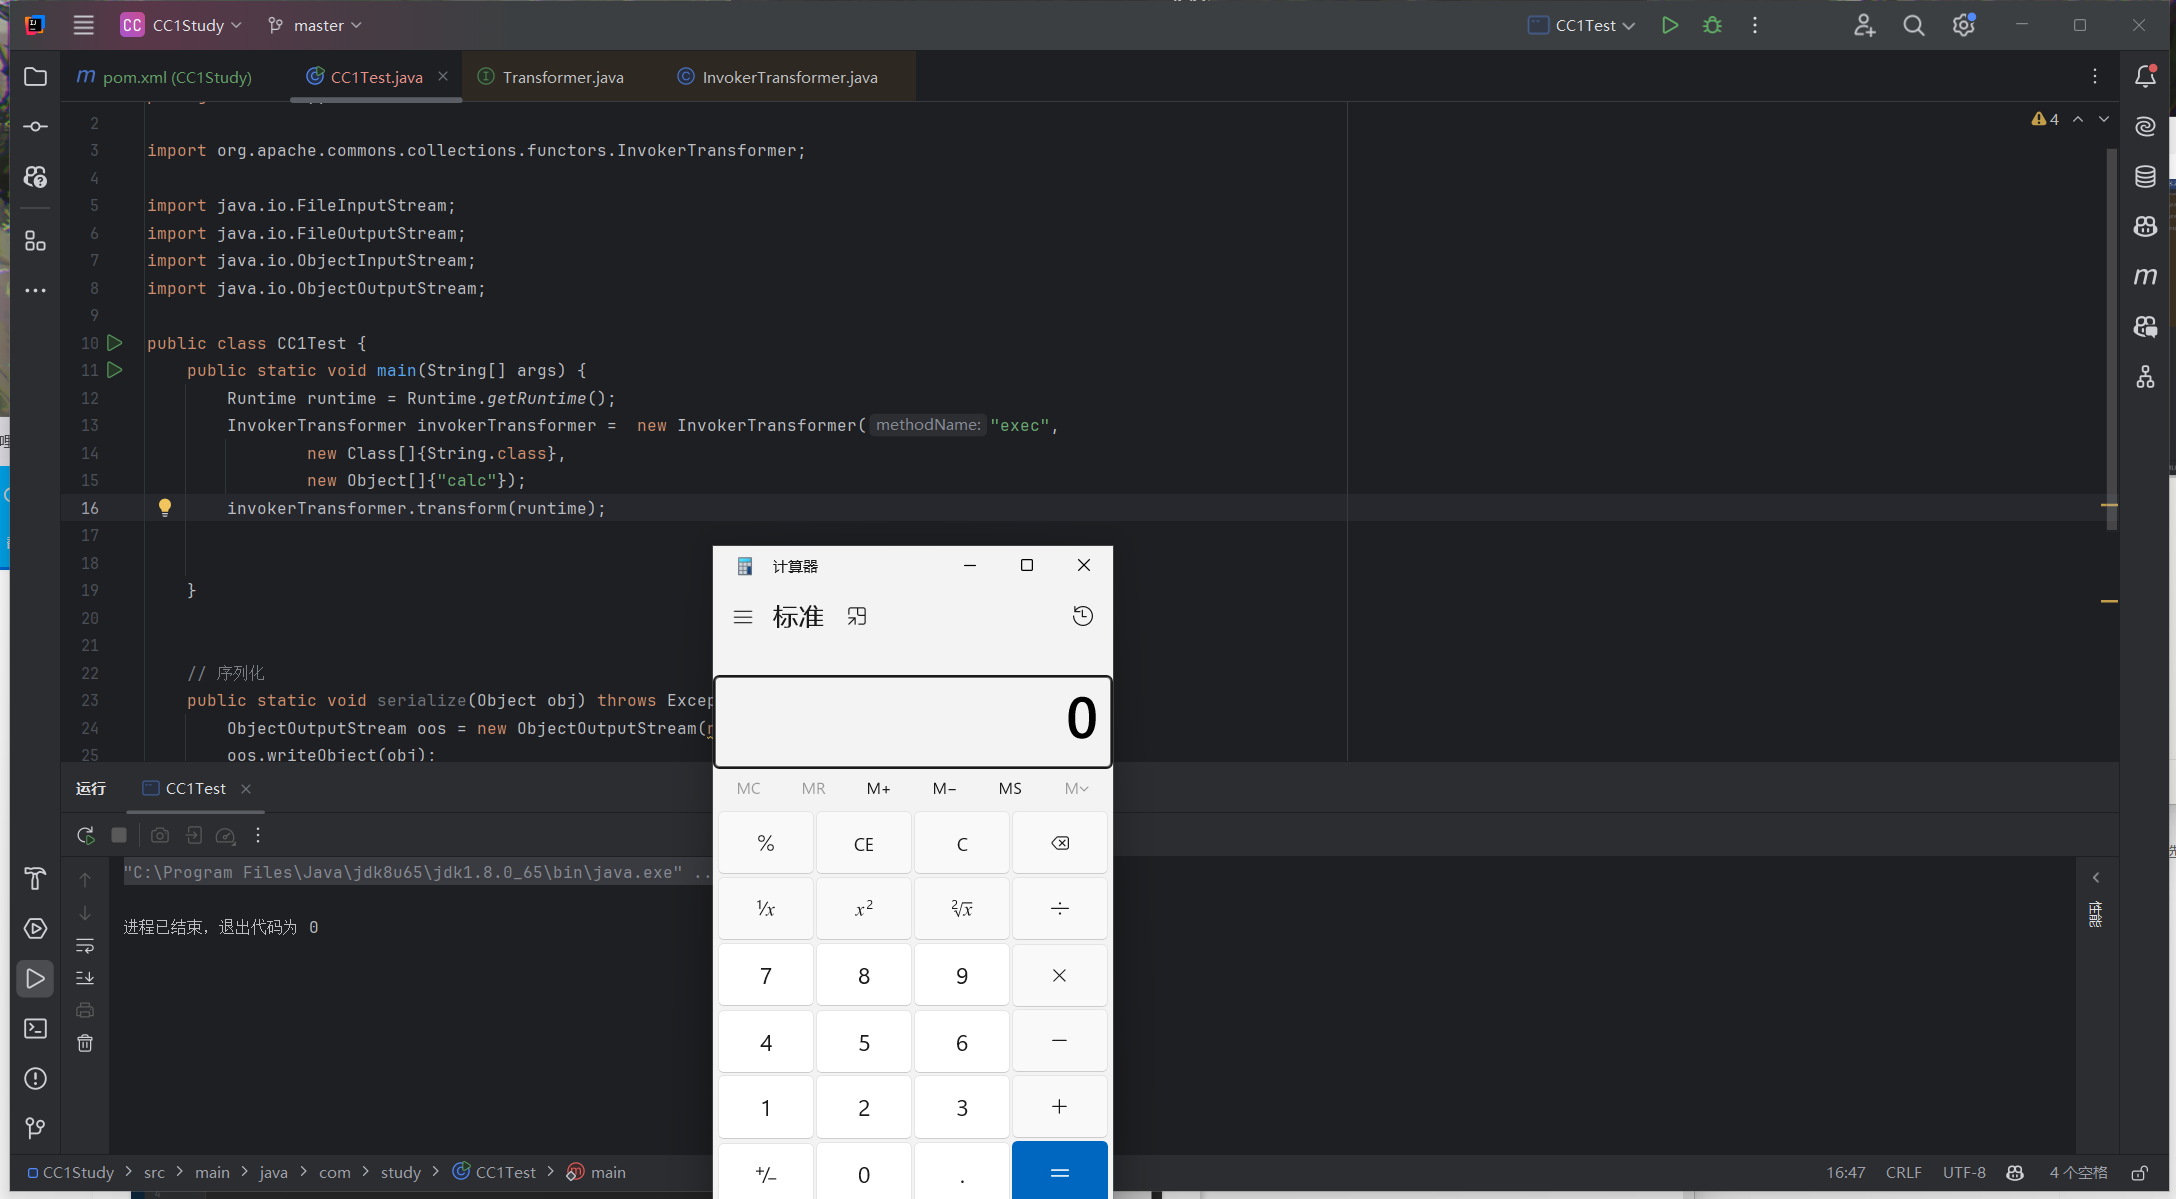 CC CC1Study master CC1Test
pom.xml (CC1Study) CC1Test.java Transformer.java InvokerTransformer.java
4
2
3 import org.apache.commons.collections.functors.InvokerTransformer;
4
5 import java.io.FileInputStream;
6 import java.io.FileOutputStream;
7 import java.io.ObjectInputStream;
8 import java.io.ObjectOutputStream;
9
10 public class CC1Test {
11 public static void main(String[] args) {
12 Runtime runtime = Runtime.getRuntime();
13 InvokerTransformer invokerTransformer =  new InvokerTransformer( methodName: "exec",
14 new Class[]{String.class},
15 new Object[]{"calc"});
16 invokerTransformer.transform(runtime);
17
18
19 }
20
21
22 // 序列化
23 public static void serialize(Object obj) throws Excep
24 ObjectOutputStream oos = new ObjectOutputStream(
25 oos.writeObject(obj);
计算器
标准
0
MC MR M+ M− MS M
% CE C
⅟x x² ²√x ÷
7 8 9 ×
4 5 6 −
1 2 3 +
+/− 0 . =
运行 CC1Test
"C:\Program Files\Java\jdk8u65\jdk1.8.0_65\bin\java.exe" ..
进程已结束，退出代码为 0
性能
CC1Study > src > main > java > com > study > CC1Test > main
16:47 CRLF UTF-8 4 个空格